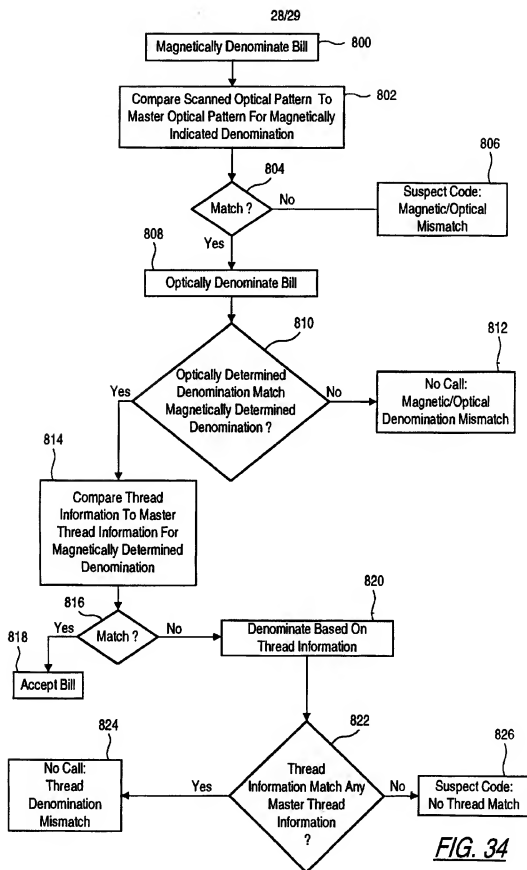 28/29
Magnetically Denominate Bill
800
Compare Scanned Optical Pattern To
Master Optical Pattern For Magnetically
Indicated Denomination
802
804
Match ?
No
Yes
806
Suspect Code:
Magnetic/Optical
Mismatch
808
Optically Denominate Bill
810
Optically Determined
Denomination Match
Magnetically Determined
Denomination ?
Yes
No
812
No Call:
Magnetic/Optical
Denomination Mismatch
814
Compare Thread
Information To Master
Thread Information For
Magnetically Determined
Denomination
816
Match ?
Yes
No
818
Accept Bill
820
Denominate Based On
Thread Information
822
Thread
Information Match Any
Master Thread
Information
?
Yes
No
824
No Call:
Thread
Denomination
Mismatch
826
Suspect Code:
No Thread Match
FIG. 34